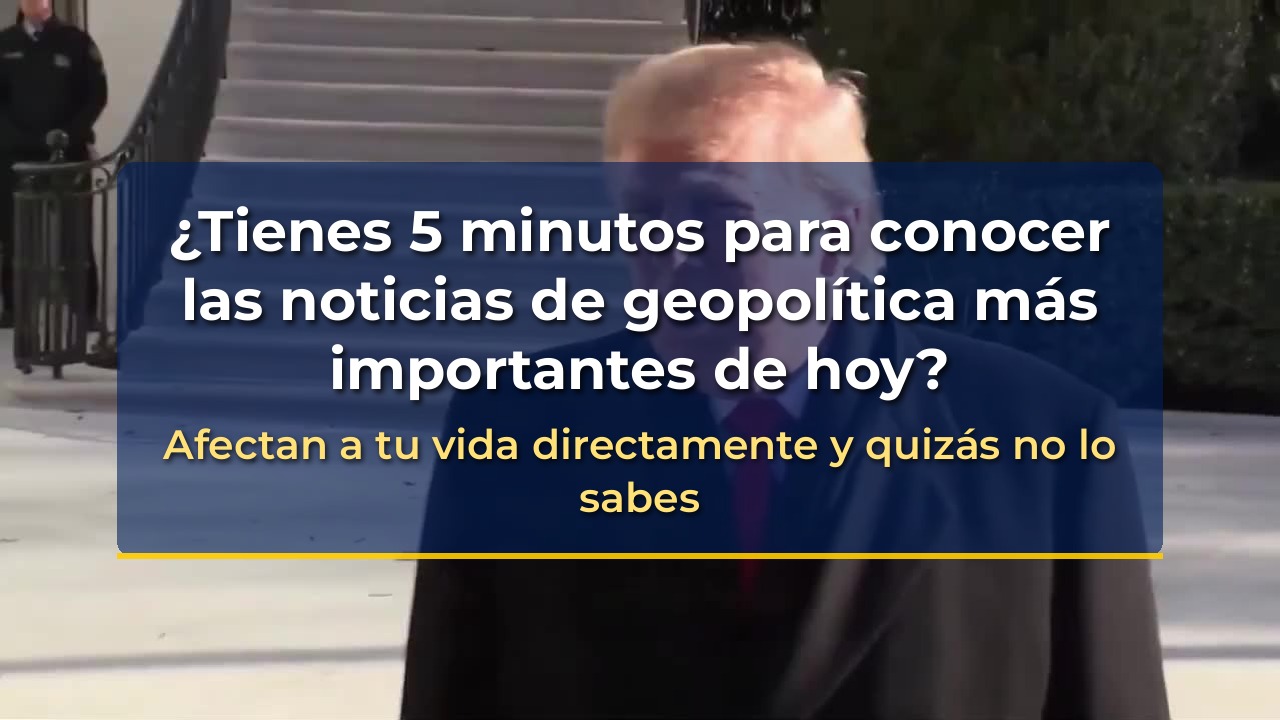 ¿Tienes 5 minutos para conocer
las noticias de geopolítica más
importantes de hoy?
Afectan a tu vida directamente y quizás no lo
sabes